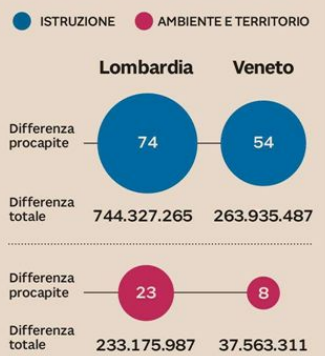 ISTRUZIONE AMBIENTE E TERRITORIO
Lombardia Veneto
Differenza
procapite 74 54
Differenza
totale 744.327.265 263.935.487
Differenza
procapite 23 8
Differenza
totale 233.175.987 37.563.311